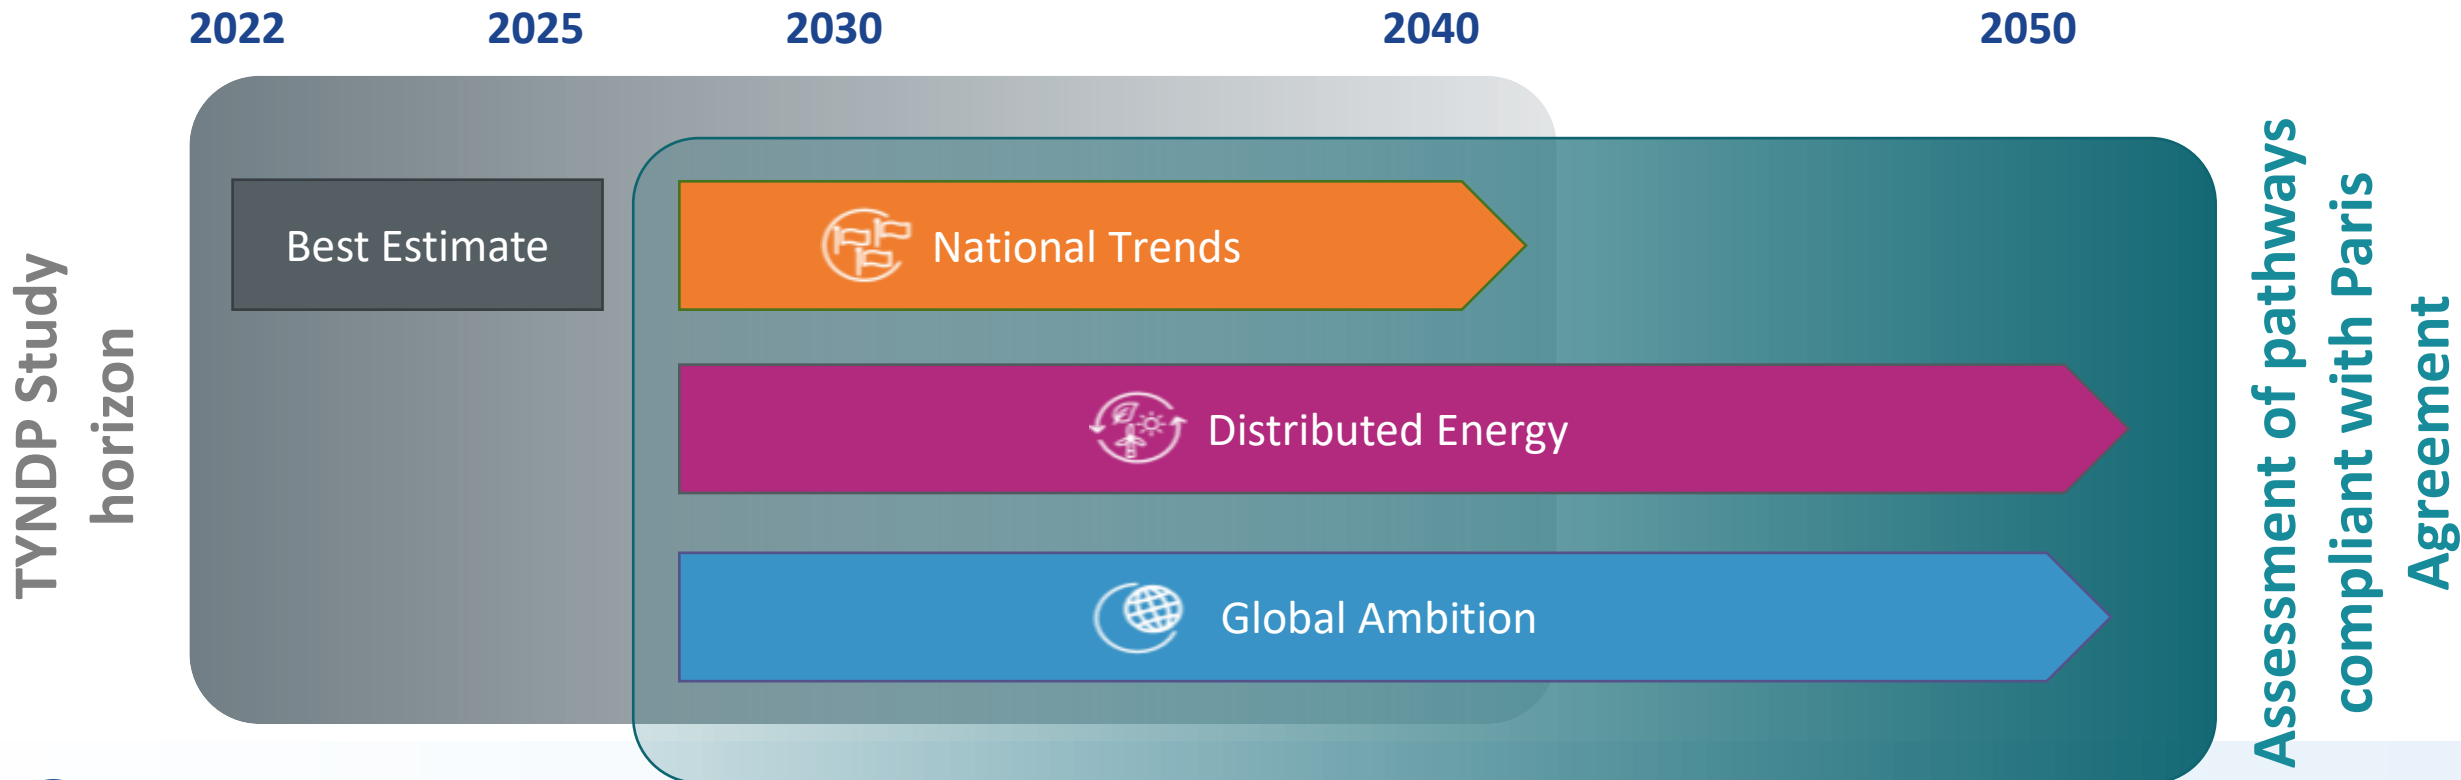 2022 2025 2030 2040 2050
TYNDP Study
horizon
Best Estimate
National Trends
Distributed Energy
Global Ambition
Assessment of pathways
compliant with Paris
Agreement